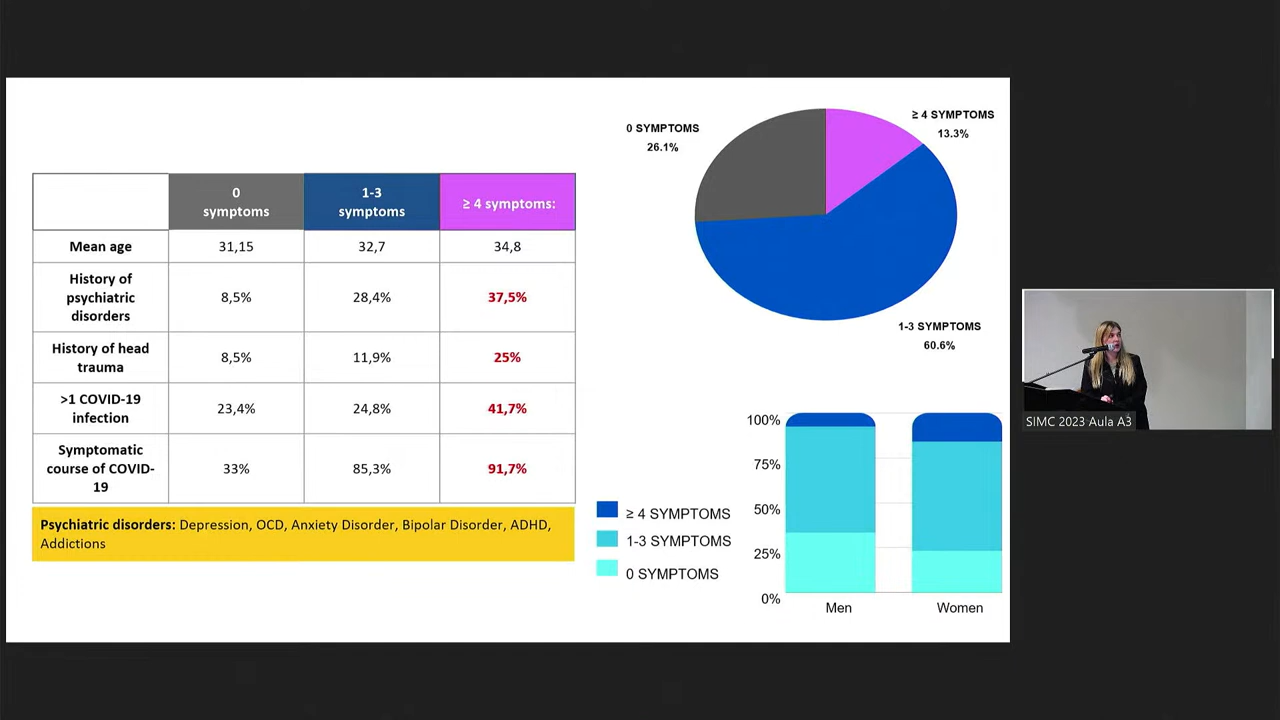 0
symptoms
1-3
symptoms
≥ 4 symptoms:
Mean age
31,15
32,7
34,8
History of
psychiatric
disorders
8,5%
28,4%
37,5%
History of head
trauma
8,5%
11,9%
25%
>1 COVID-19
infection
23,4%
24,8%
41,7%
Symptomatic
course of COVID-
19
33%
85,3%
91,7%
Psychiatric disorders: Depression, OCD, Anxiety Disorder, Bipolar Disorder, ADHD,
Addictions
0 SYMPTOMS
26.1%
≥ 4 SYMPTOMS
13.3%
1-3 SYMPTOMS
60.6%
≥ 4 SYMPTOMS
1-3 SYMPTOMS
0 SYMPTOMS
100%
75%
50%
25%
0%
Men
Women
SIMC 2023 Aula A3